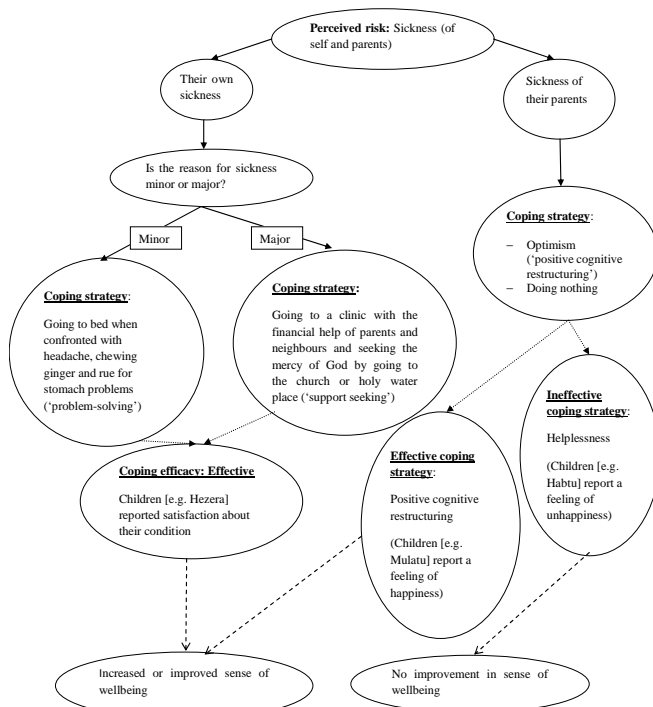 Perceived risk: Sickness (of
self and parents)
Their own
sickness
Sickness of
their parents
Is the reason for sickness
minor or major?
Minor
Major
Coping strategy:
– Optimism
(‘positive cognitive
restructuring’)
– Doing nothing
Coping strategy:
Going to bed when
confronted with
headache, chewing
ginger and rue for
stomach problems
(‘problem-solving’)
Coping strategy:
Going to a clinic with the
financial help of parents and
neighbours and seeking the
mercy of God by going to
the church or holy water
place (‘support seeking’)
Ineffective
coping strategy:
Helplessness
(Children [e.g.
Habtu] report a
feeling of
unhappiness)
Coping efficacy: Effective
Children [e.g. Hezera]
reported satisfaction about
their condition
Effective coping
strategy:
Positive cognitive
restructuring
(Children [e.g.
Mulatu] report a
feeling of
happiness)
Increased or improved sense of
wellbeing
No improvement in sense of
wellbeing